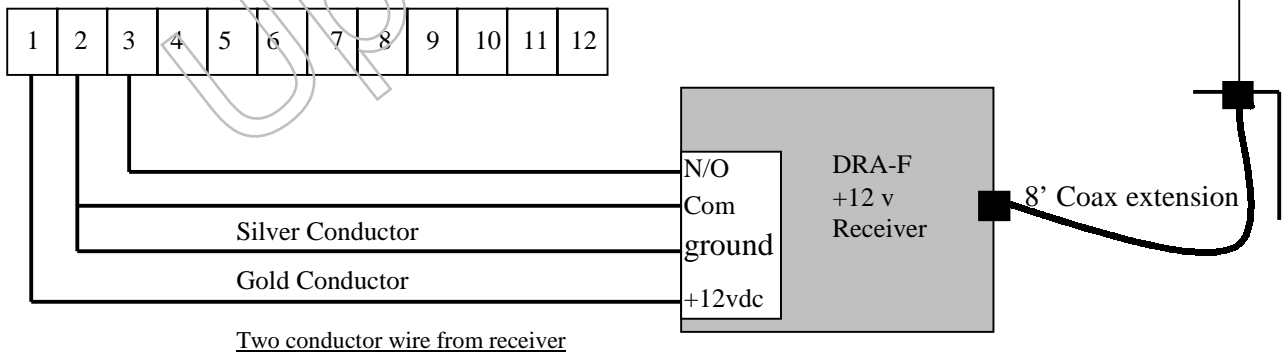 1 2 3 4 5 6 7 8 9 10 11 12
N/O
Com
ground
+12vdc
DRA-F
+12 v
Receiver
8’ Coax extension
Silver Conductor
Gold Conductor
Two conductor wire from receiver